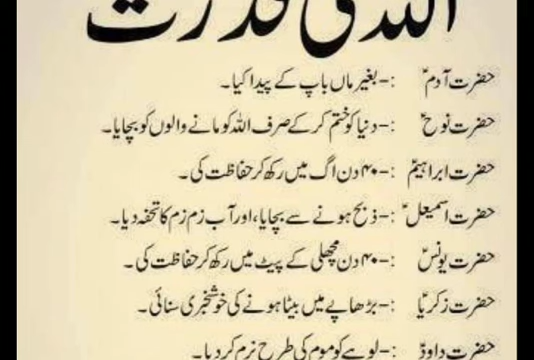 اللہ کی قدرت
حضرت آدمؑ :- بغیر ماں باپ کے پیدا کیا۔
حضرت نوحؑ :- دنیا کو ختم کر کے صرف اللہ کو ماننے والوں کو بچایا۔
حضرت ابراہیمؑ :- ۴۰ دن اگ میں رکھ کر حفاظت کی۔
حضرت اسمٰعیلؑ :- ذبح ہونے سے بچایا، اور آب زم زم کا تحفہ دیا۔
حضرت یونسؑ :- ۴۰ دن مچھلی کے پیٹ میں رکھ کر حفاظت کی۔
حضرت زکریاؑ :- بڑھاپے میں بیٹا ہونے کی خوشخبری سنائی۔
حضرت داودؑ :- لوہے کو موم کی طرح نرم کر دیا۔